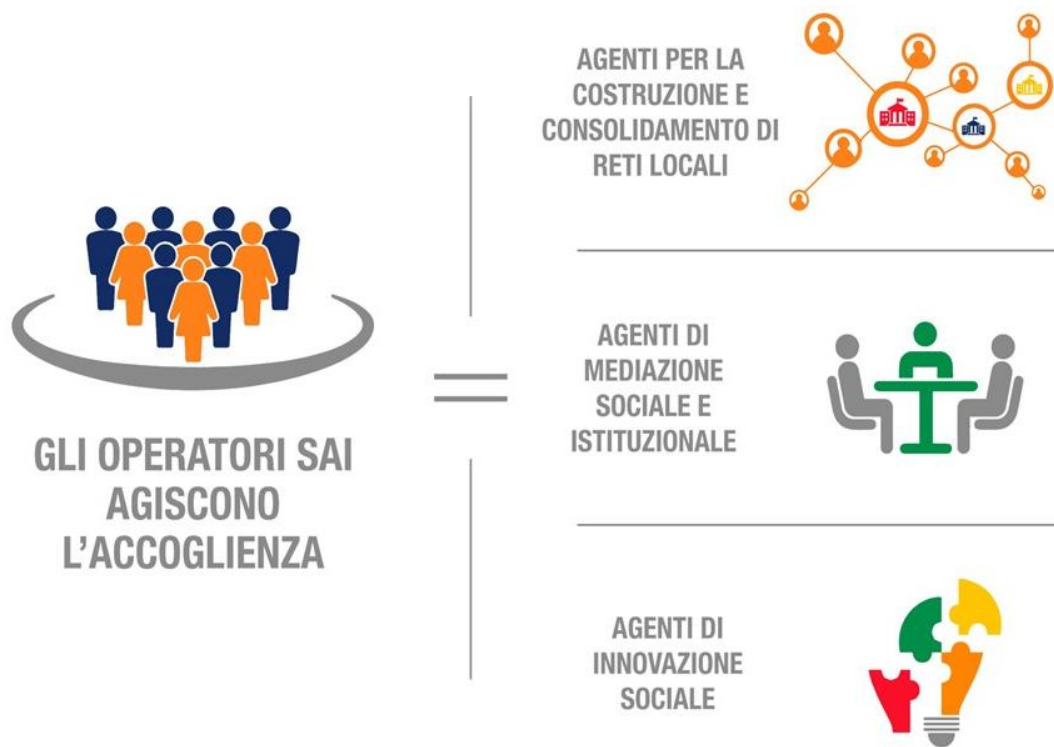 GLI OPERATORI SAI
AGISCONO
L'ACCOGLIENZA
=
AGENTI PER LA
COSTRUZIONE E
CONSOLIDAMENTO DI
RETI LOCALI
AGENTI DI
MEDIAZIONE
SOCIALE E
ISTITUZIONALE
AGENTI DI
INNOVAZIONE
SOCIALE